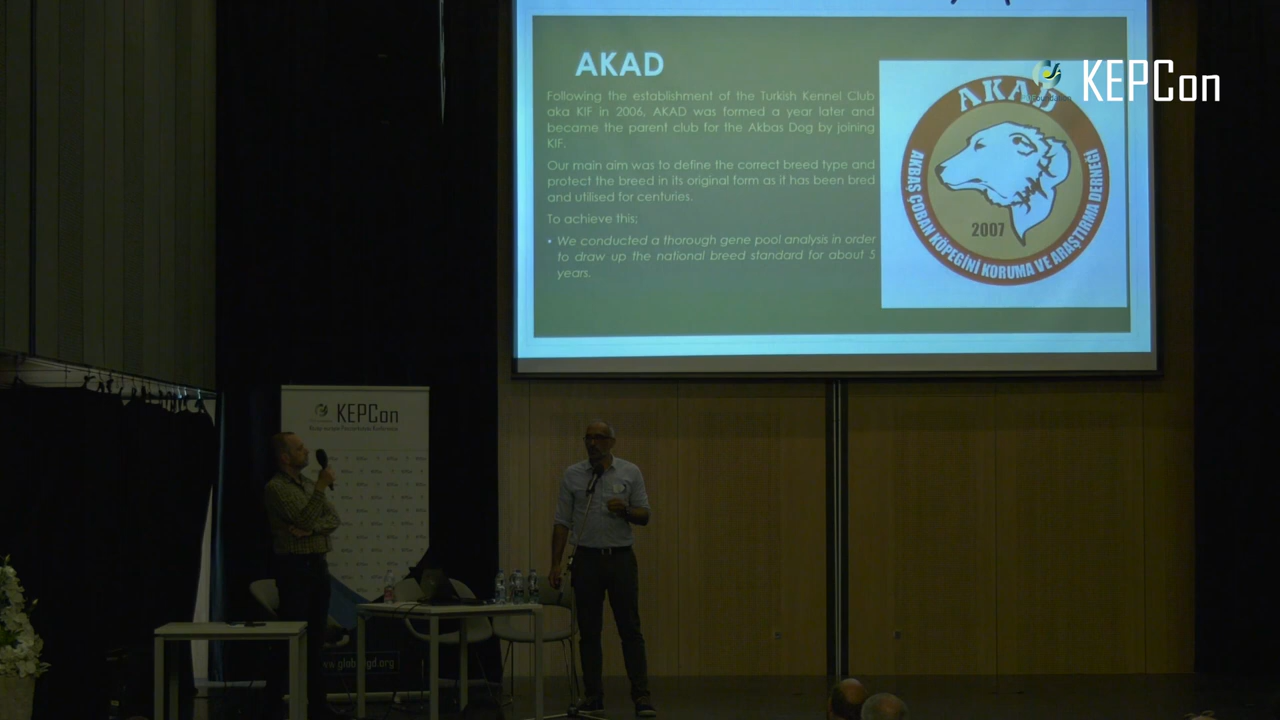 AKAD
Following the establishment of the Turkish Kennel Club
aka KIF in 2006, AKAD was formed a year later and
became the parent club for the Akbas Dog by joining
KIF.
Our main aim was to define the correct breed type and
protect the breed in its original form as it has been bred
and utilised for centuries.
To achieve this;
• We conducted a thorough gene pool analysis in order
to draw up the national breed standard for about 5
years.
AKAD
AKBAŞ ÇOBAN KÖPEĞİNİ KORUMA VE ARAŞTIRMA DERNEĞİ
2007
KEPCon
KEPCon